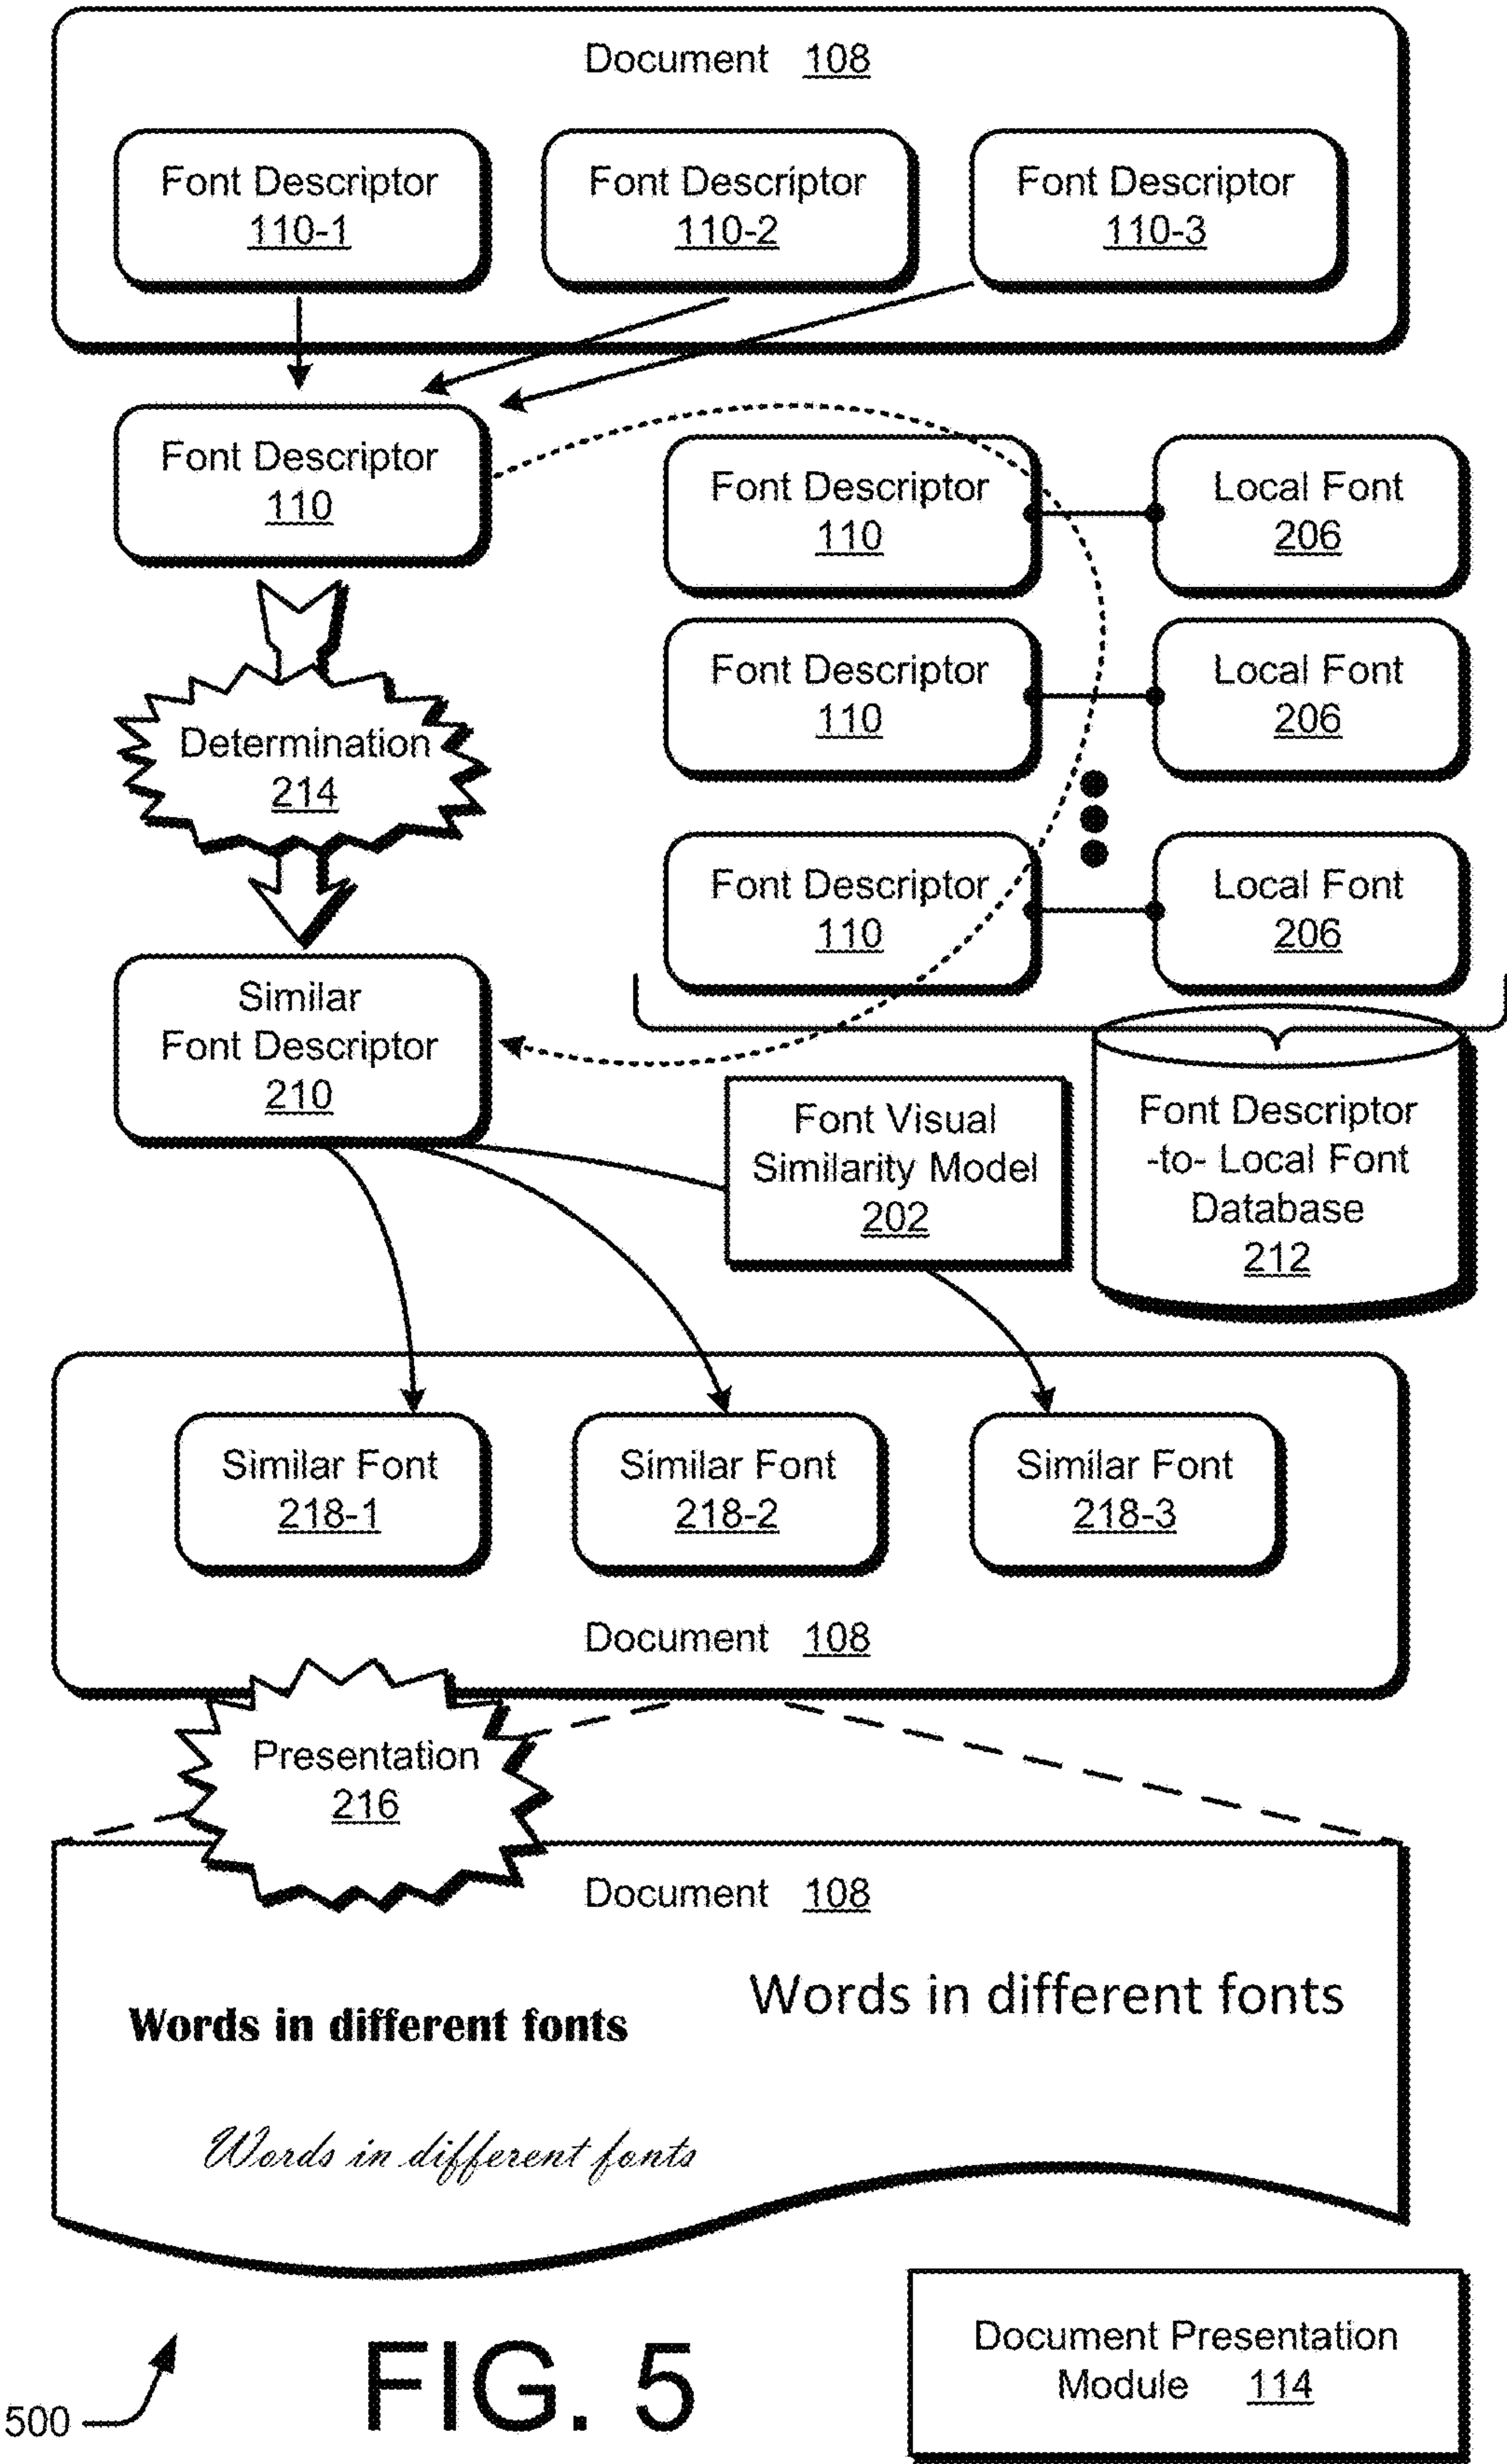 Document 108
Font Descriptor
110-1
Font Descriptor
110-2
Font Descriptor
110-3
Font Descriptor
110
Font Descriptor
110
Local Font
206
Font Descriptor
110
Local Font
206
Determination
214
Font Descriptor
110
Local Font
206
Similar
Font Descriptor
210
Font Visual
Similarity Model
202
Font Descriptor
-to- Local Font
Database
212
Similar Font
218-1
Similar Font
218-2
Similar Font
218-3
Document 108
Presentation
216
Document 108
Words in different fonts
Words in different fonts
Words in different fonts
500
FIG. 5
Document Presentation
Module 114